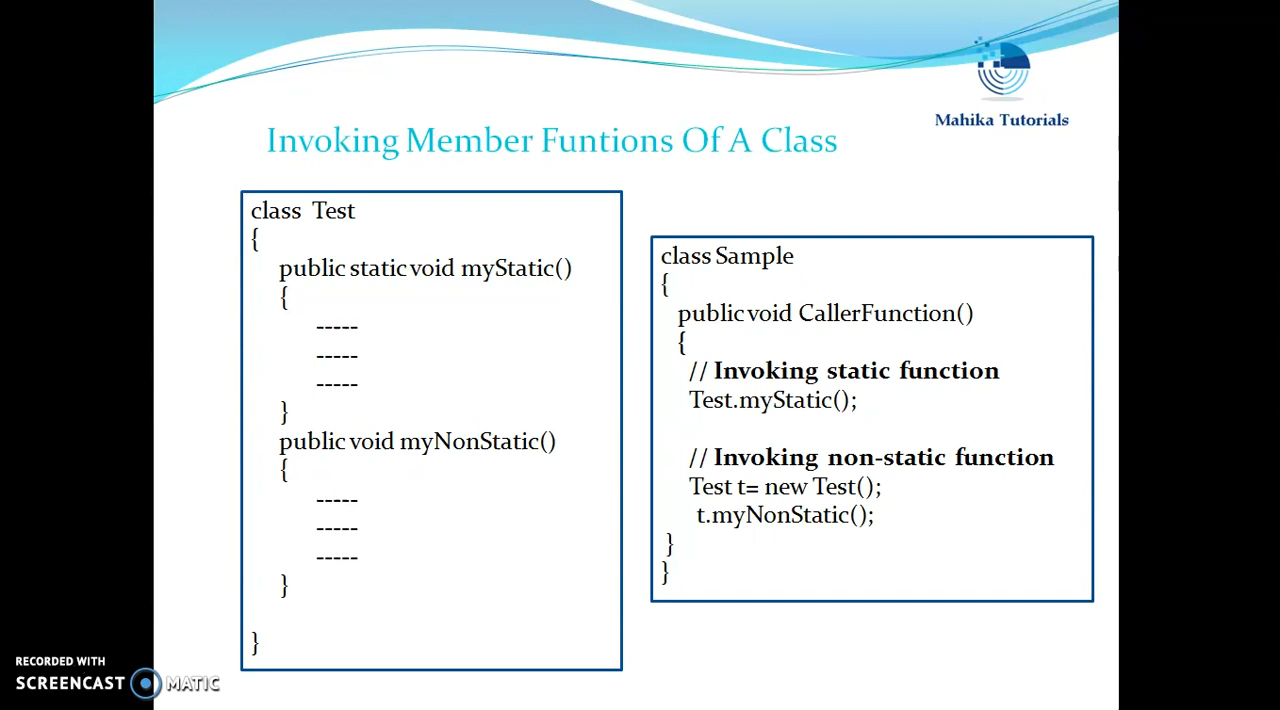 Mahika Tutorials
Invoking Member Funtions Of A Class
class Test
{
public static void myStatic()
{
-----
-----
-----
}
public void myNonStatic()
{
-----
-----
-----
}
}
class Sample
{
public void CallerFunction()
{
// Invoking static function
Test.myStatic();
// Invoking non-static function
Test t= new Test();
t.myNonStatic();
}
}
RECORDED WITH
SCREENCAST MATIC